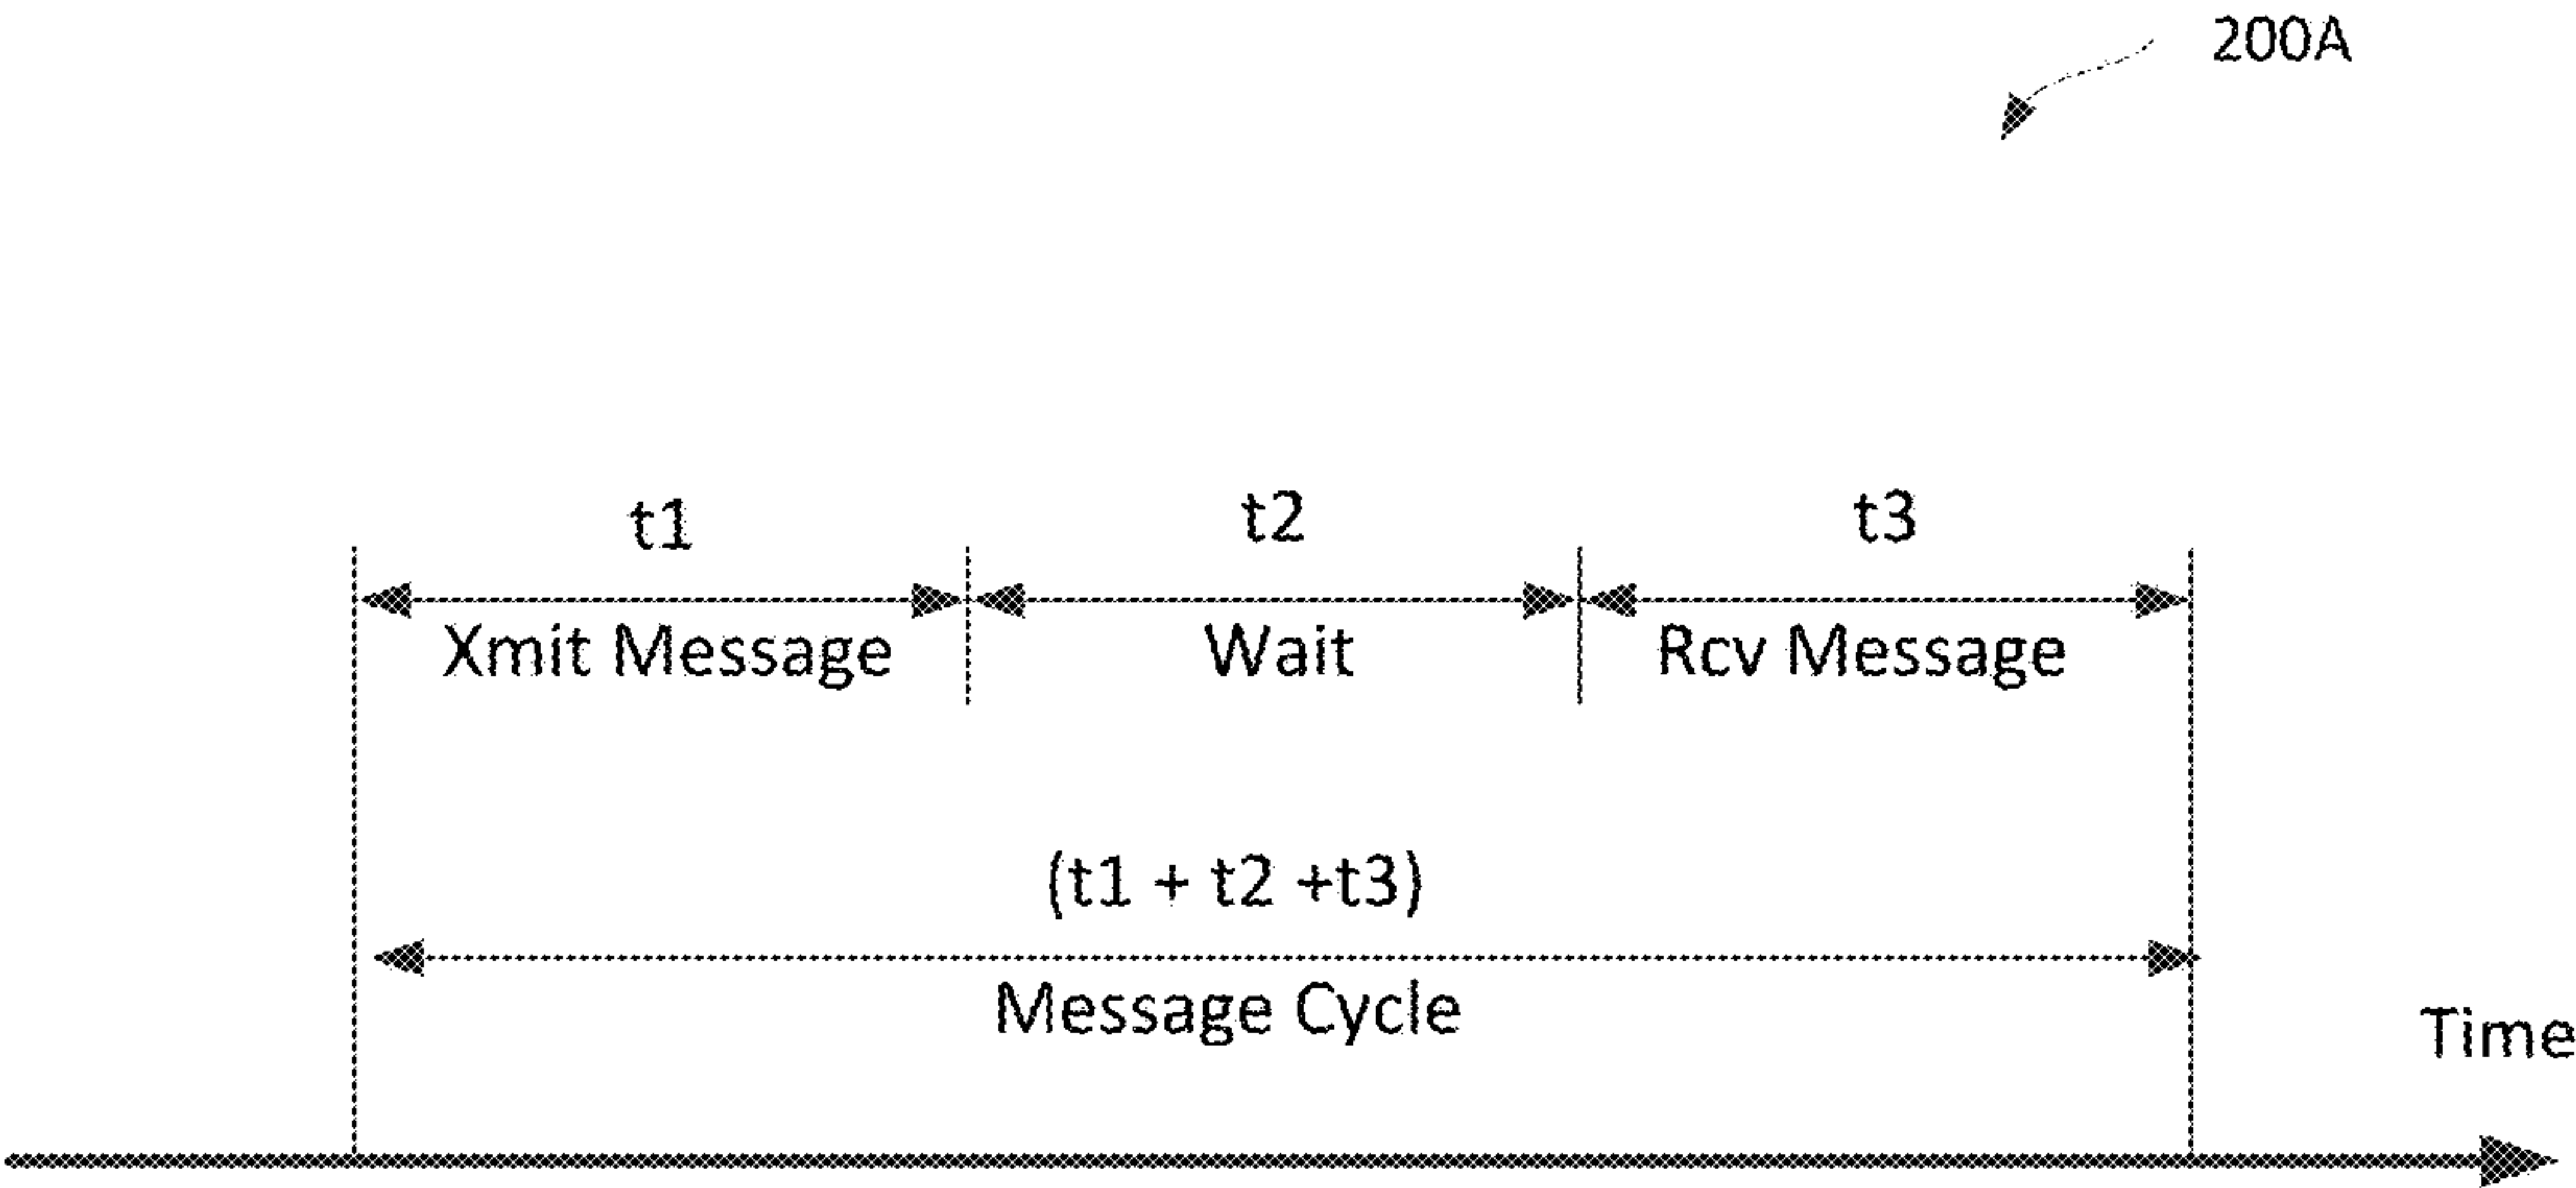 200A
t1
t2
t3
Xmit Message
Wait
Rcv Message
(t1 + t2 +t3)
Message Cycle
Time